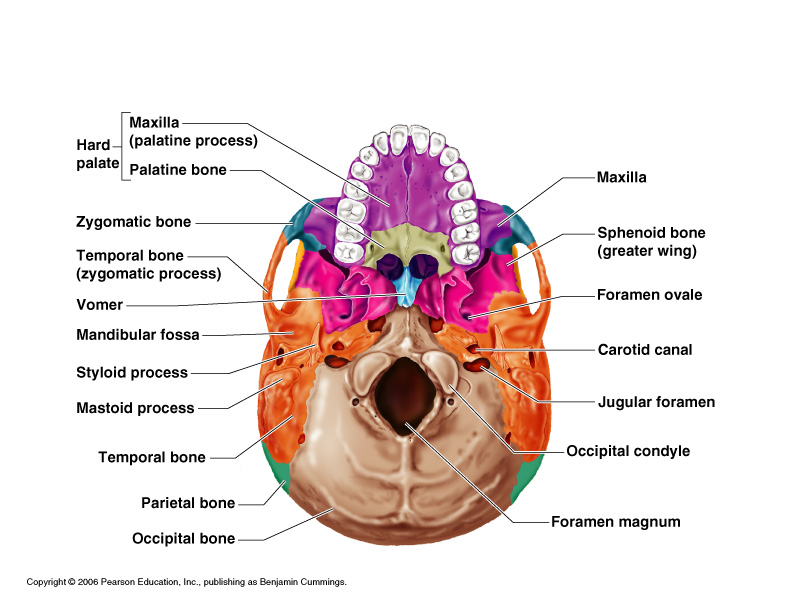 Maxilla
(palatine process)
Hard
palate
Palatine bone
Zygomatic bone
Temporal bone
(zygomatic process)
Vomer
Mandibular fossa
Styloid process
Mastoid process
Temporal bone
Parietal bone
Occipital bone
Maxilla
Sphenoid bone
(greater wing)
Foramen ovale
Carotid canal
Jugular foramen
Occipital condyle
Foramen magnum
Copyright © 2006 Pearson Education, Inc., publishing as Benjamin Cummings.